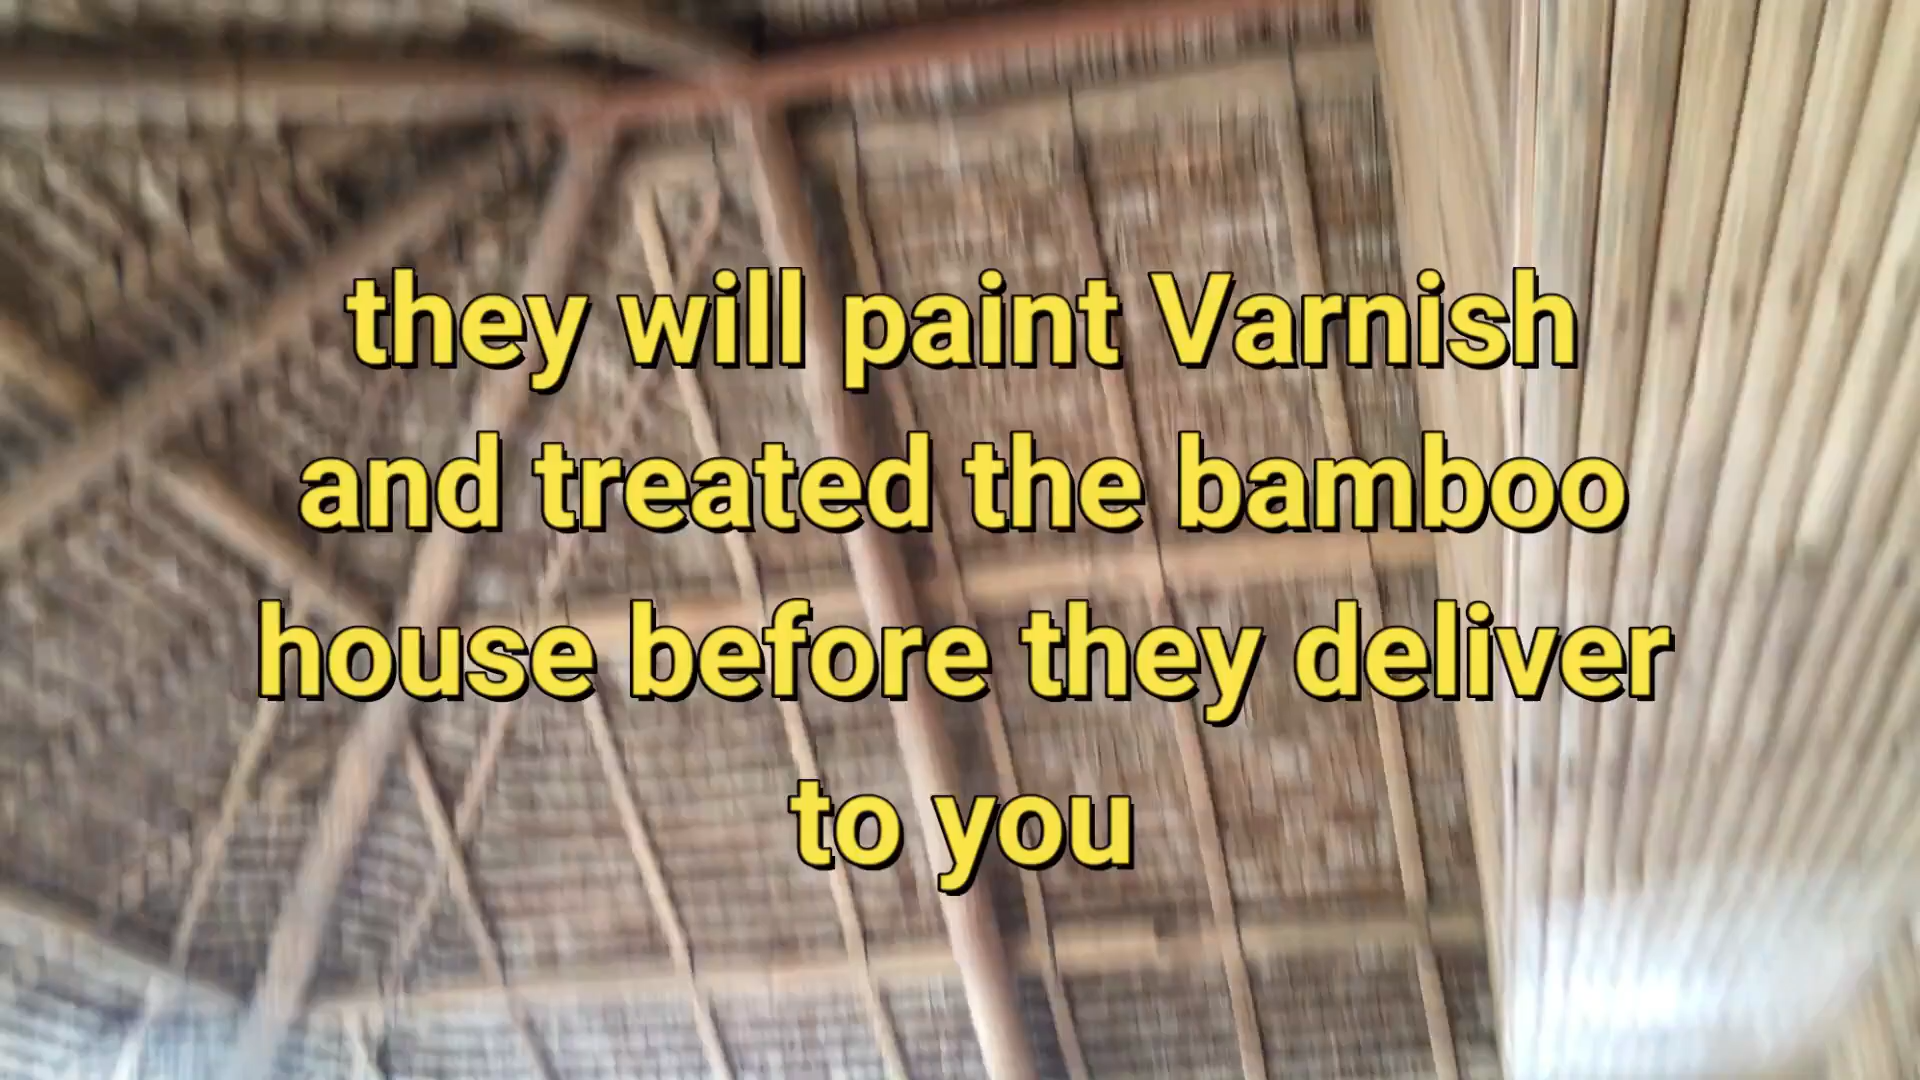 they will paint Varnish
and treated the bamboo
house before they deliver
to you